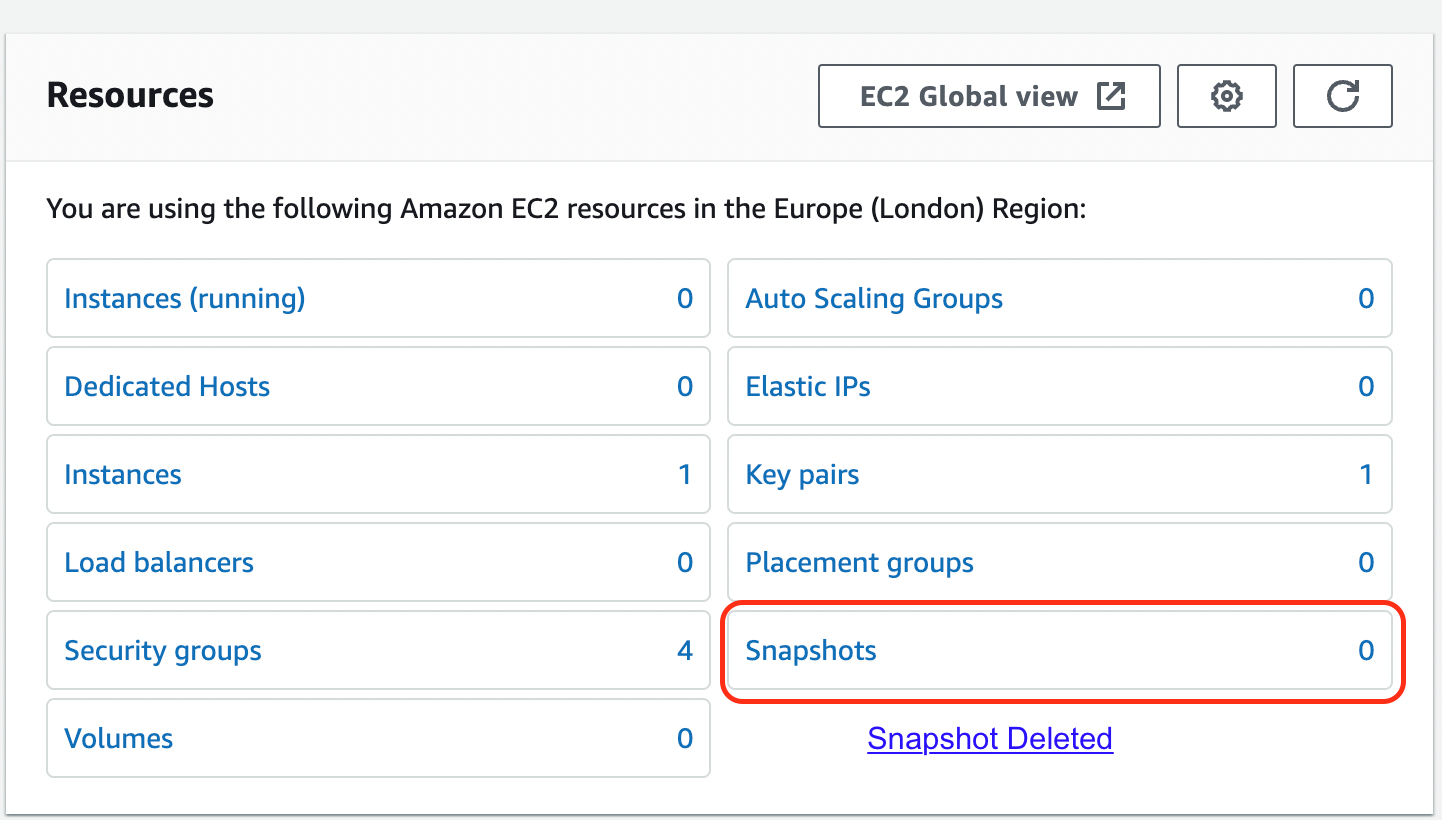 Resources
EC2 Global view
You are using the following Amazon EC2 resources in the Europe (London) Region:
Instances (running) 0
Auto Scaling Groups 0
Dedicated Hosts 0
Elastic IPs 0
Instances 1
Key pairs 1
Load balancers 0
Placement groups 0
Security groups 4
Snapshots 0
Volumes 0
Snapshot Deleted